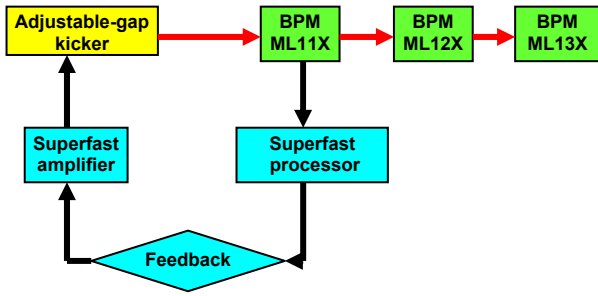 Adjustable-gap
kicker
BPM
ML11X
BPM
ML12X
BPM
ML13X
Superfast
amplifier
Superfast
processor
Feedback